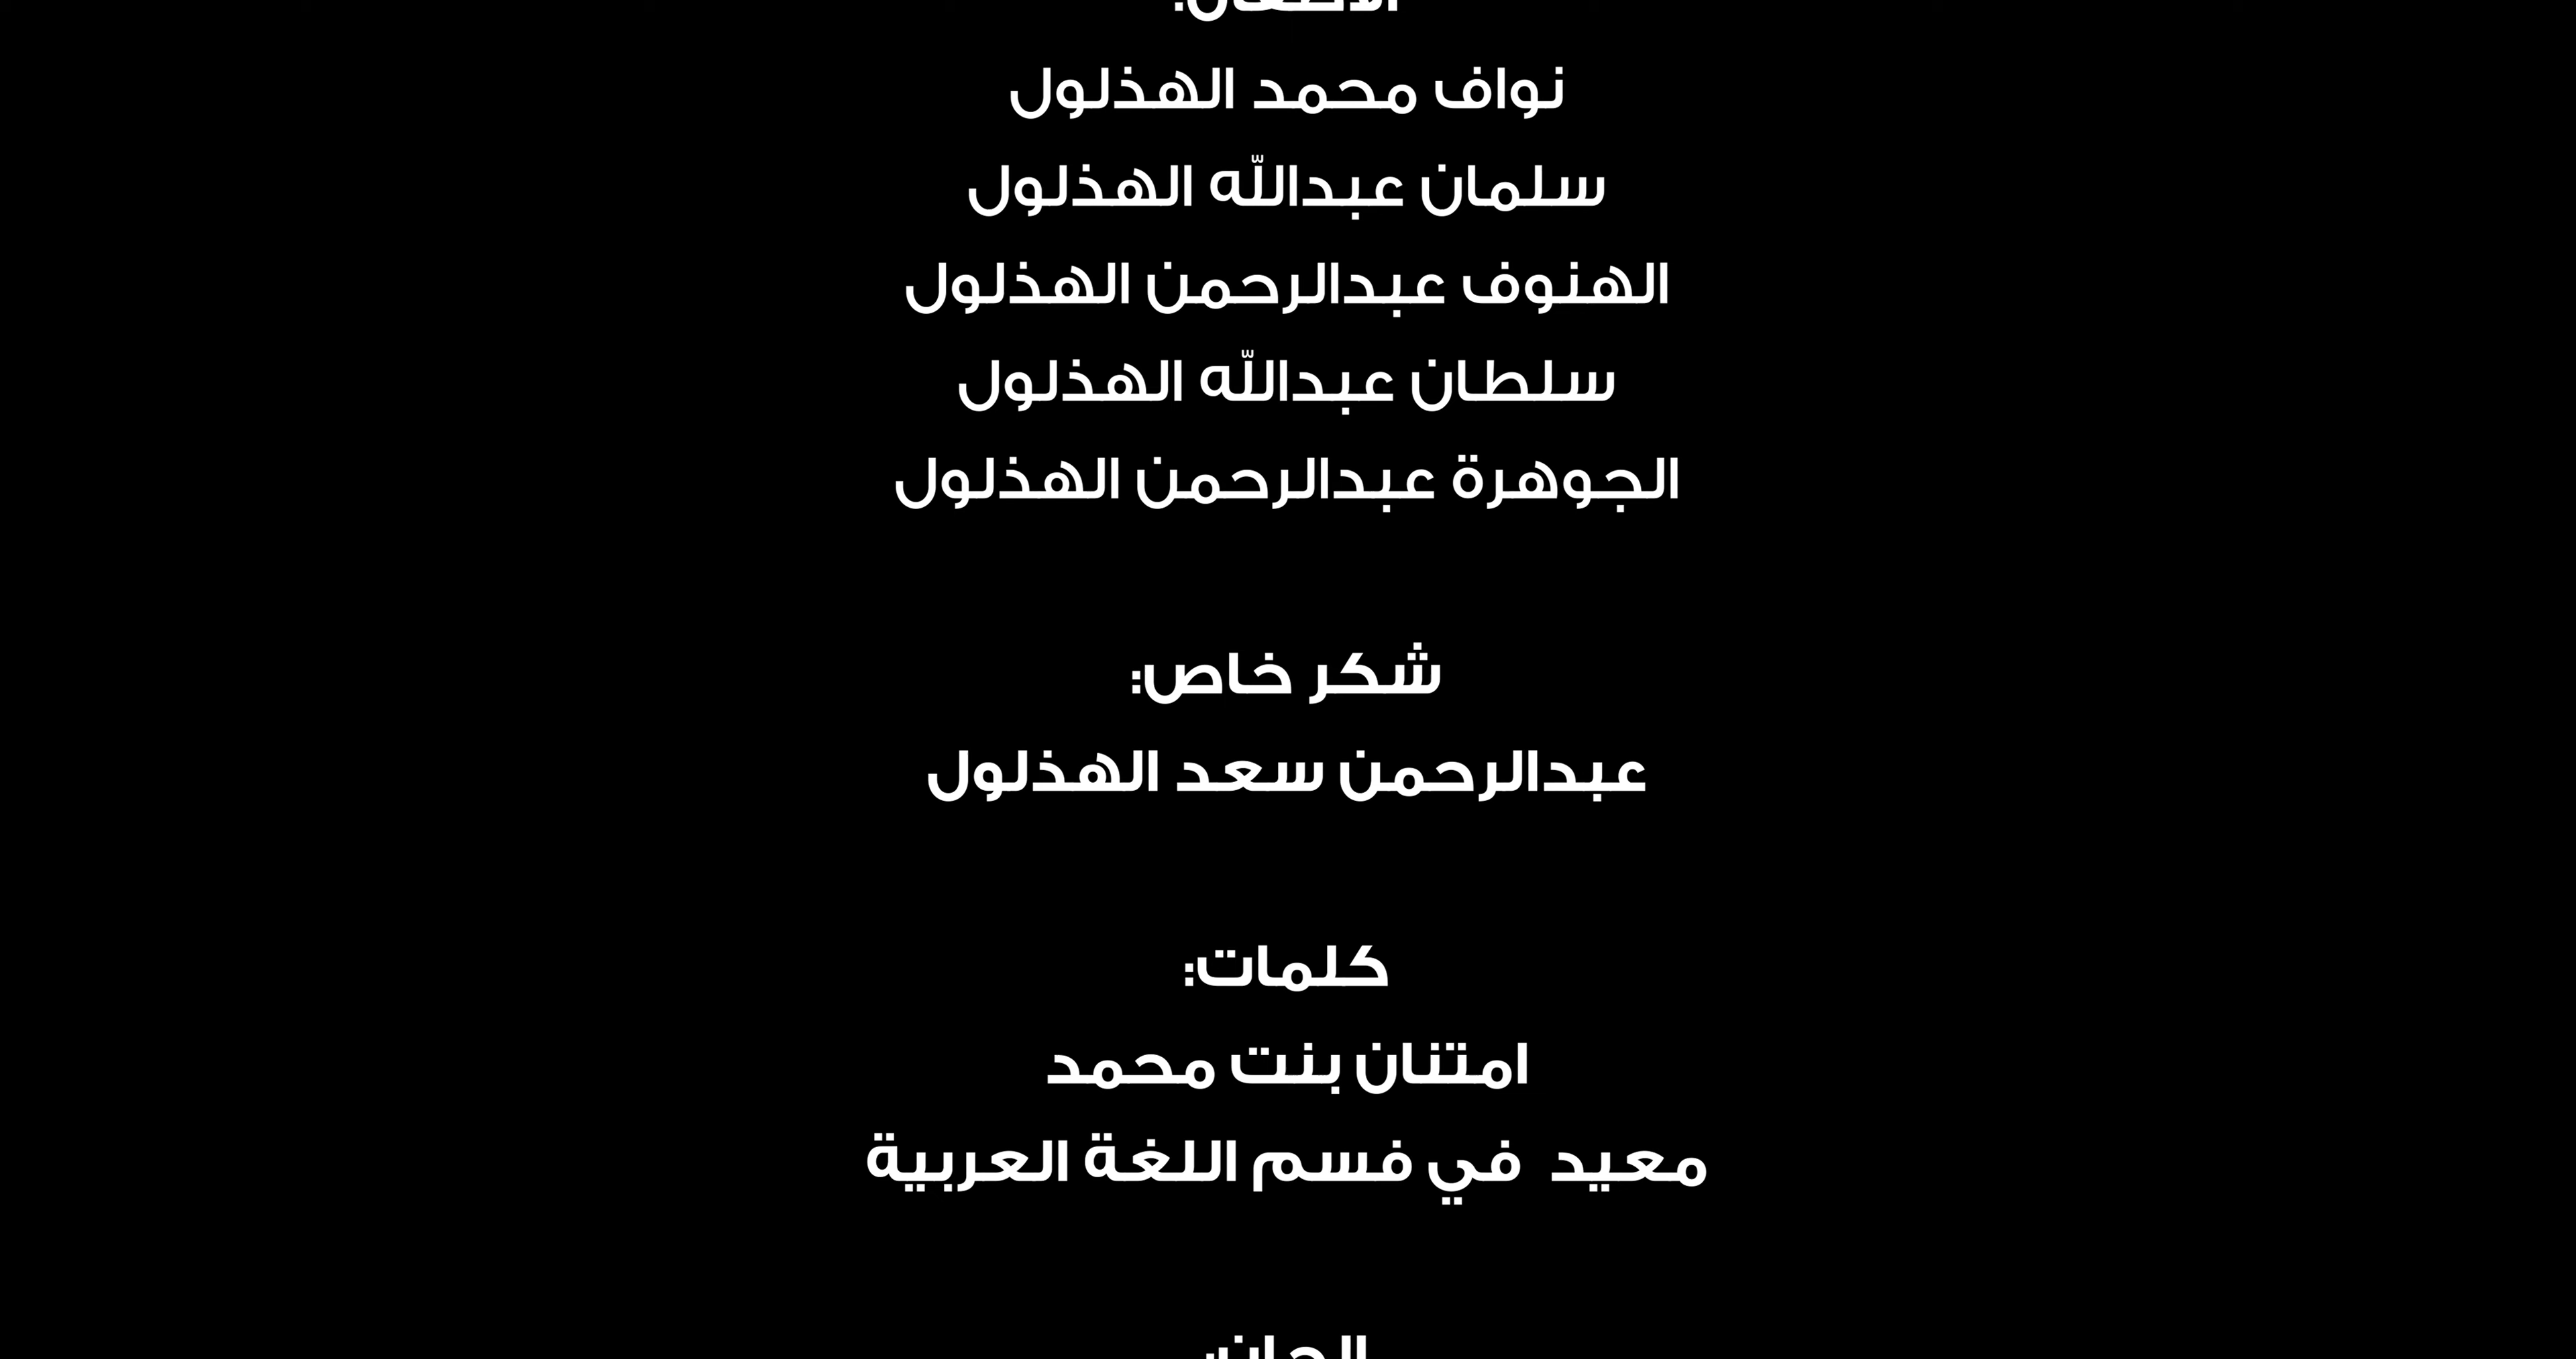 نواف محمد الهذلول
سلمان عبدالله الهذلول
الهنوف عبدالرحمن الهذلول
سلطان عبدالله الهذلول
الجوهرة عبدالرحمن الهذلول
شكر خاص:
عبدالرحمن سعد الهذلول
كلمات:
امتنان بنت محمد
معيد في فسم اللغة العربية